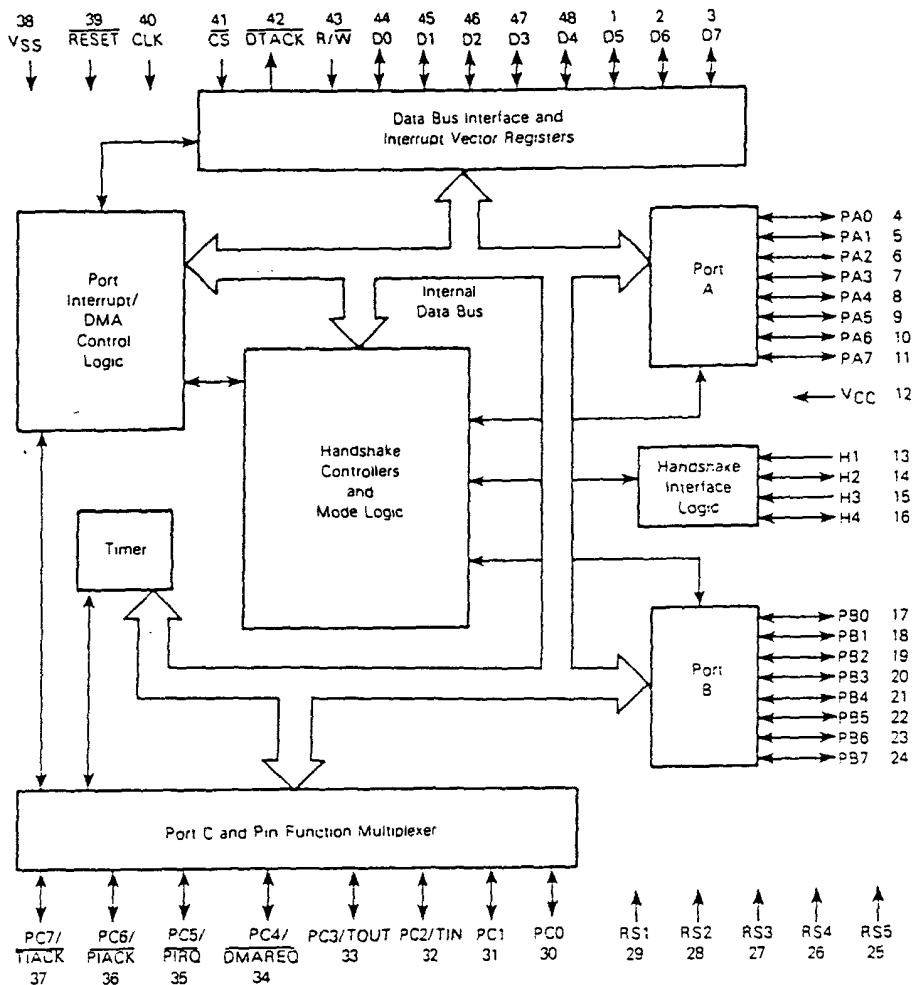 38 39 40 41 42 43 44 45 46 47 48 1 2 3
VSS RESET CLK CS DTACK R/W D0 D1 D2 D3 D4 D5 D6 D7
Data Bus Interface and
Interrupt Vector Registers
Port
Interrupt/
DMA
Control
Logic
Internal
Data Bus
Port
A
PA0 4
PA1 5
PA2 6
PA3 7
PA4 8
PA5 9
PA6 10
PA7 11
VCC 12
Handshake
Controllers
and
Mode Logic
Handshake
Interface
Logic
H1 13
H2 14
H3 15
H4 16
Timer
Port
B
PB0 17
PB1 18
PB2 19
PB3 20
PB4 21
PB5 22
PB6 23
PB7 24
Port C and Pin Function Multiplexer
PC7/ PC6/ PC5/ PC4/ PC3/TOUT PC2/TIN PC1 PC0 RS1 RS2 RS3 RS4 RS5
TIACK PIACK PIRQ DMAREQ 33 32 31 30 29 28 27 26 25
37 36 35 34